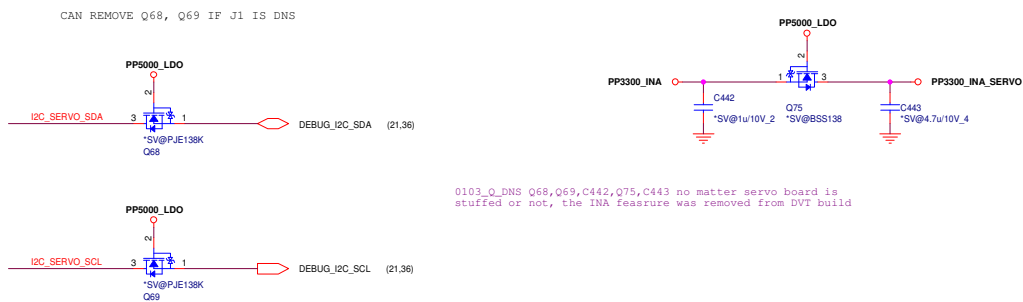 CAN REMOVE Q68, Q69 IF J1 IS DNS
PP5000_LDO
2
I2C_SERVO_SDA
3
1
DEBUG_I2C_SDA
(21,36)
*SV@PJE138K
Q68
PP5000_LDO
2
I2C_SERVO_SCL
3
1
DEBUG_I2C_SCL
(21,36)
*SV@PJE138K
Q69
PP5000_LDO
2
PP3300_INA
1
3
PP3300_INA_SERVO
C442
*SV@1u/10V_2
Q75
*SV@BSS138
C443
*SV@4.7u/10V_4
0103_Q_DNS Q68,Q69,C442,Q75,C443 no matter servo board is
stuffed or not, the INA feasrure was removed from DVT build